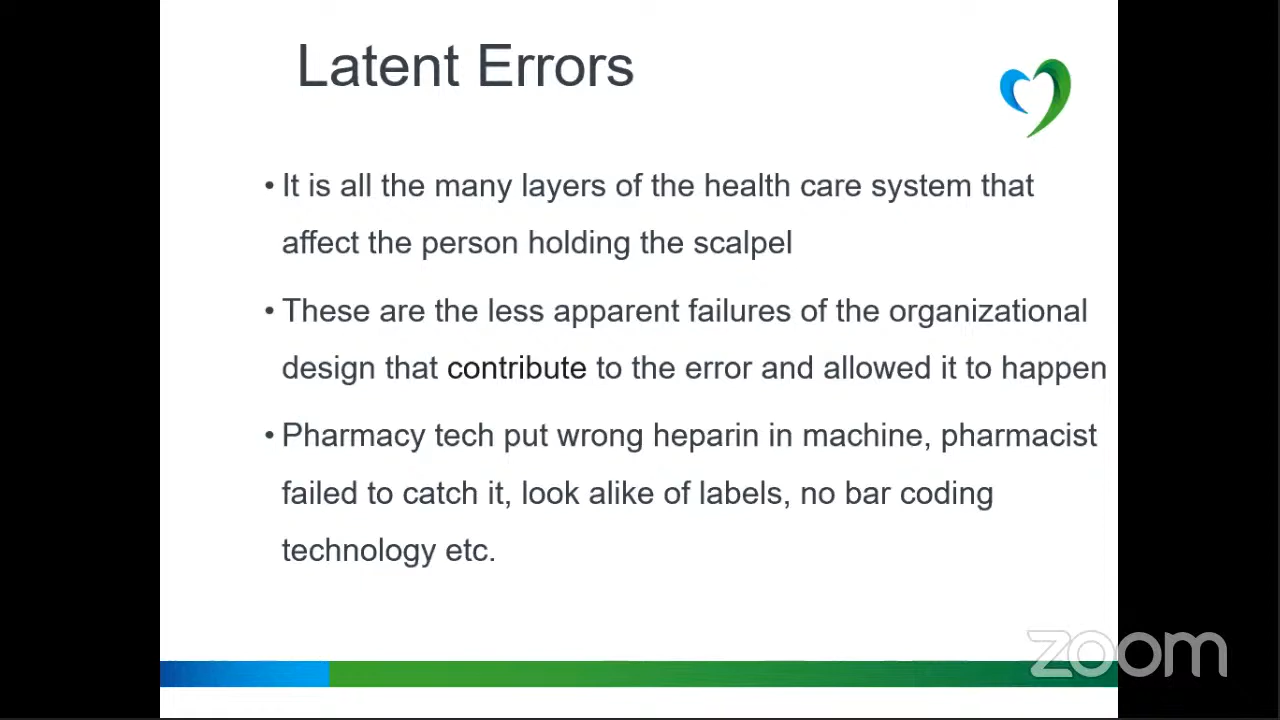 Latent Errors
• It is all the many layers of the health care system that
affect the person holding the scalpel
• These are the less apparent failures of the organizational
design that contribute to the error and allowed it to happen
• Pharmacy tech put wrong heparin in machine, pharmacist
failed to catch it, look alike of labels, no bar coding
technology etc.
zoom